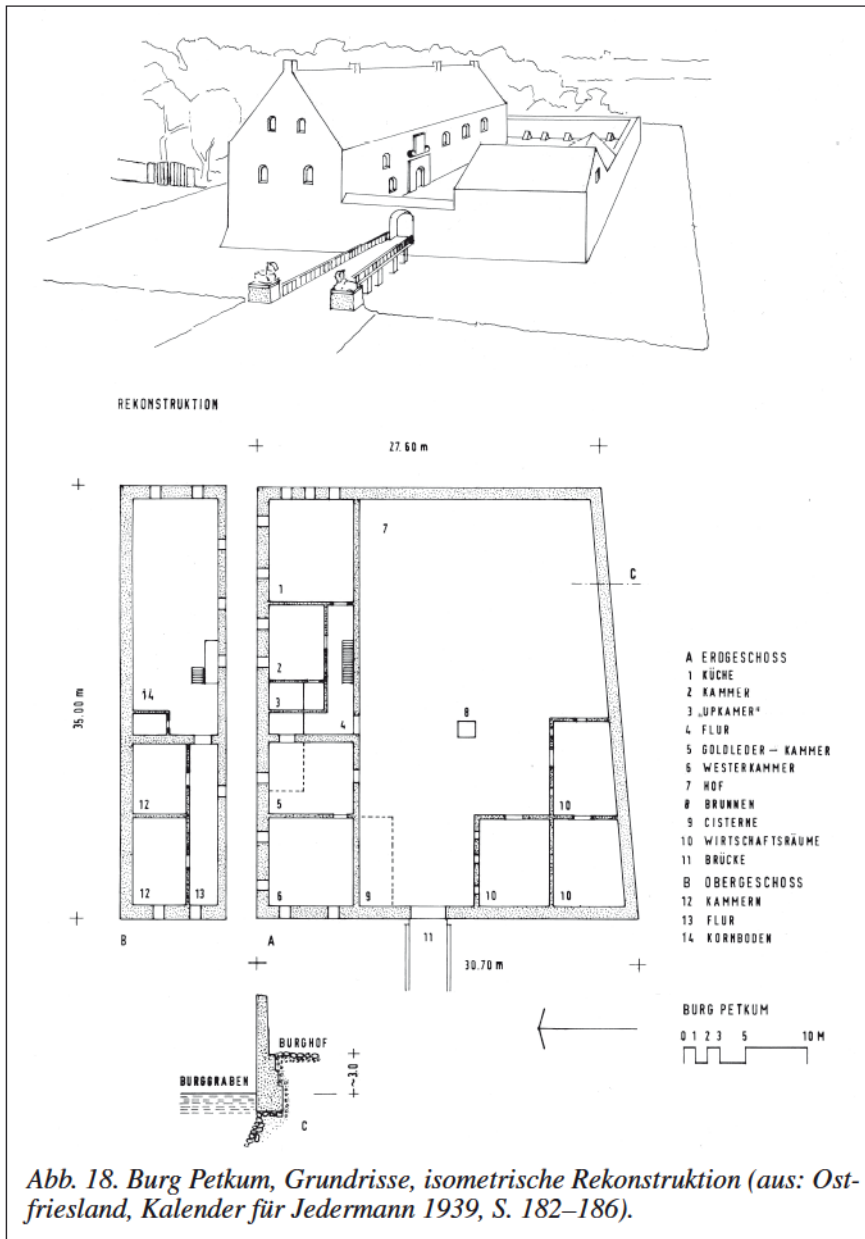 REKONSTRUKTION
27.60 m
35.00 m
7
C
1
2
3
4
14
8
5
6
9
10
10
10
12
12
13
11
B
A
30.70 m
A ERDGESCHOSS
1 KÜCHE
2 KAMMER
3 „UPKAMER"
4 FLUR
5 GOLDLEDER – KAMMER
6 WESTERKAMMER
7 HOF
8 BRUNNEN
9 CISTERNE
10 WIRTSCHAFTSRÄUME
11 BRÜCKE
B OBERGESCHOSS
12 KAMMERN
13 FLUR
14 KORNBODEN
BURG PETKUM
0 1 2 3 5 10 M
BURGHOF
BURGGRABEN
~3.0
C
Abb. 18. Burg Petkum, Grundrisse, isometrische Rekonstruktion (aus: Ost-
friesland, Kalender für Jedermann 1939, S. 182–186).